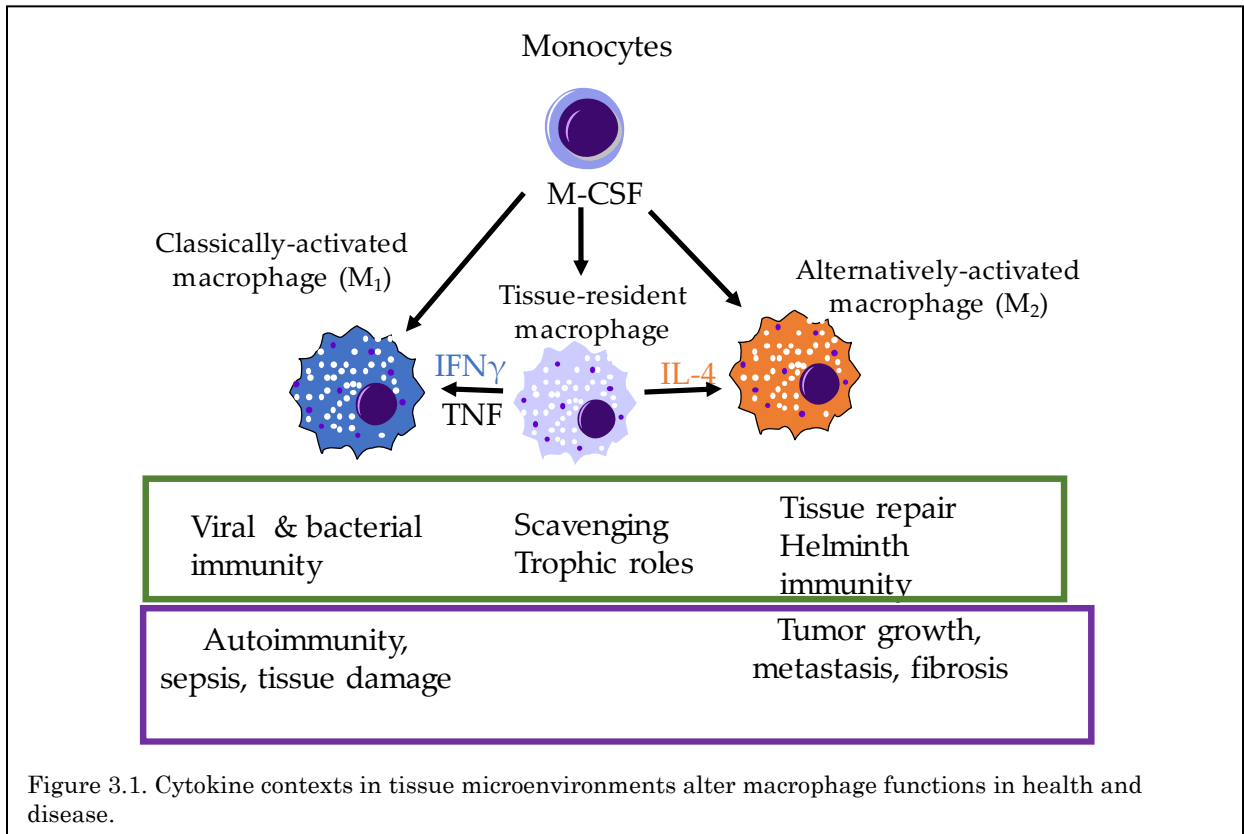 Monocytes
M-CSF
Classically-activated
macrophage (M₁)
Tissue-resident
macrophage
Alternatively-activated
macrophage (M₂)
IFNγ
TNF
IL-4
Viral & bacterial
immunity
Scavenging
Trophic roles
Tissue repair
Helminth
immunity
Autoimmunity,
sepsis, tissue damage
Tumor growth,
metastasis, fibrosis
Figure 3.1. Cytokine contexts in tissue microenvironments alter macrophage functions in health and
disease.